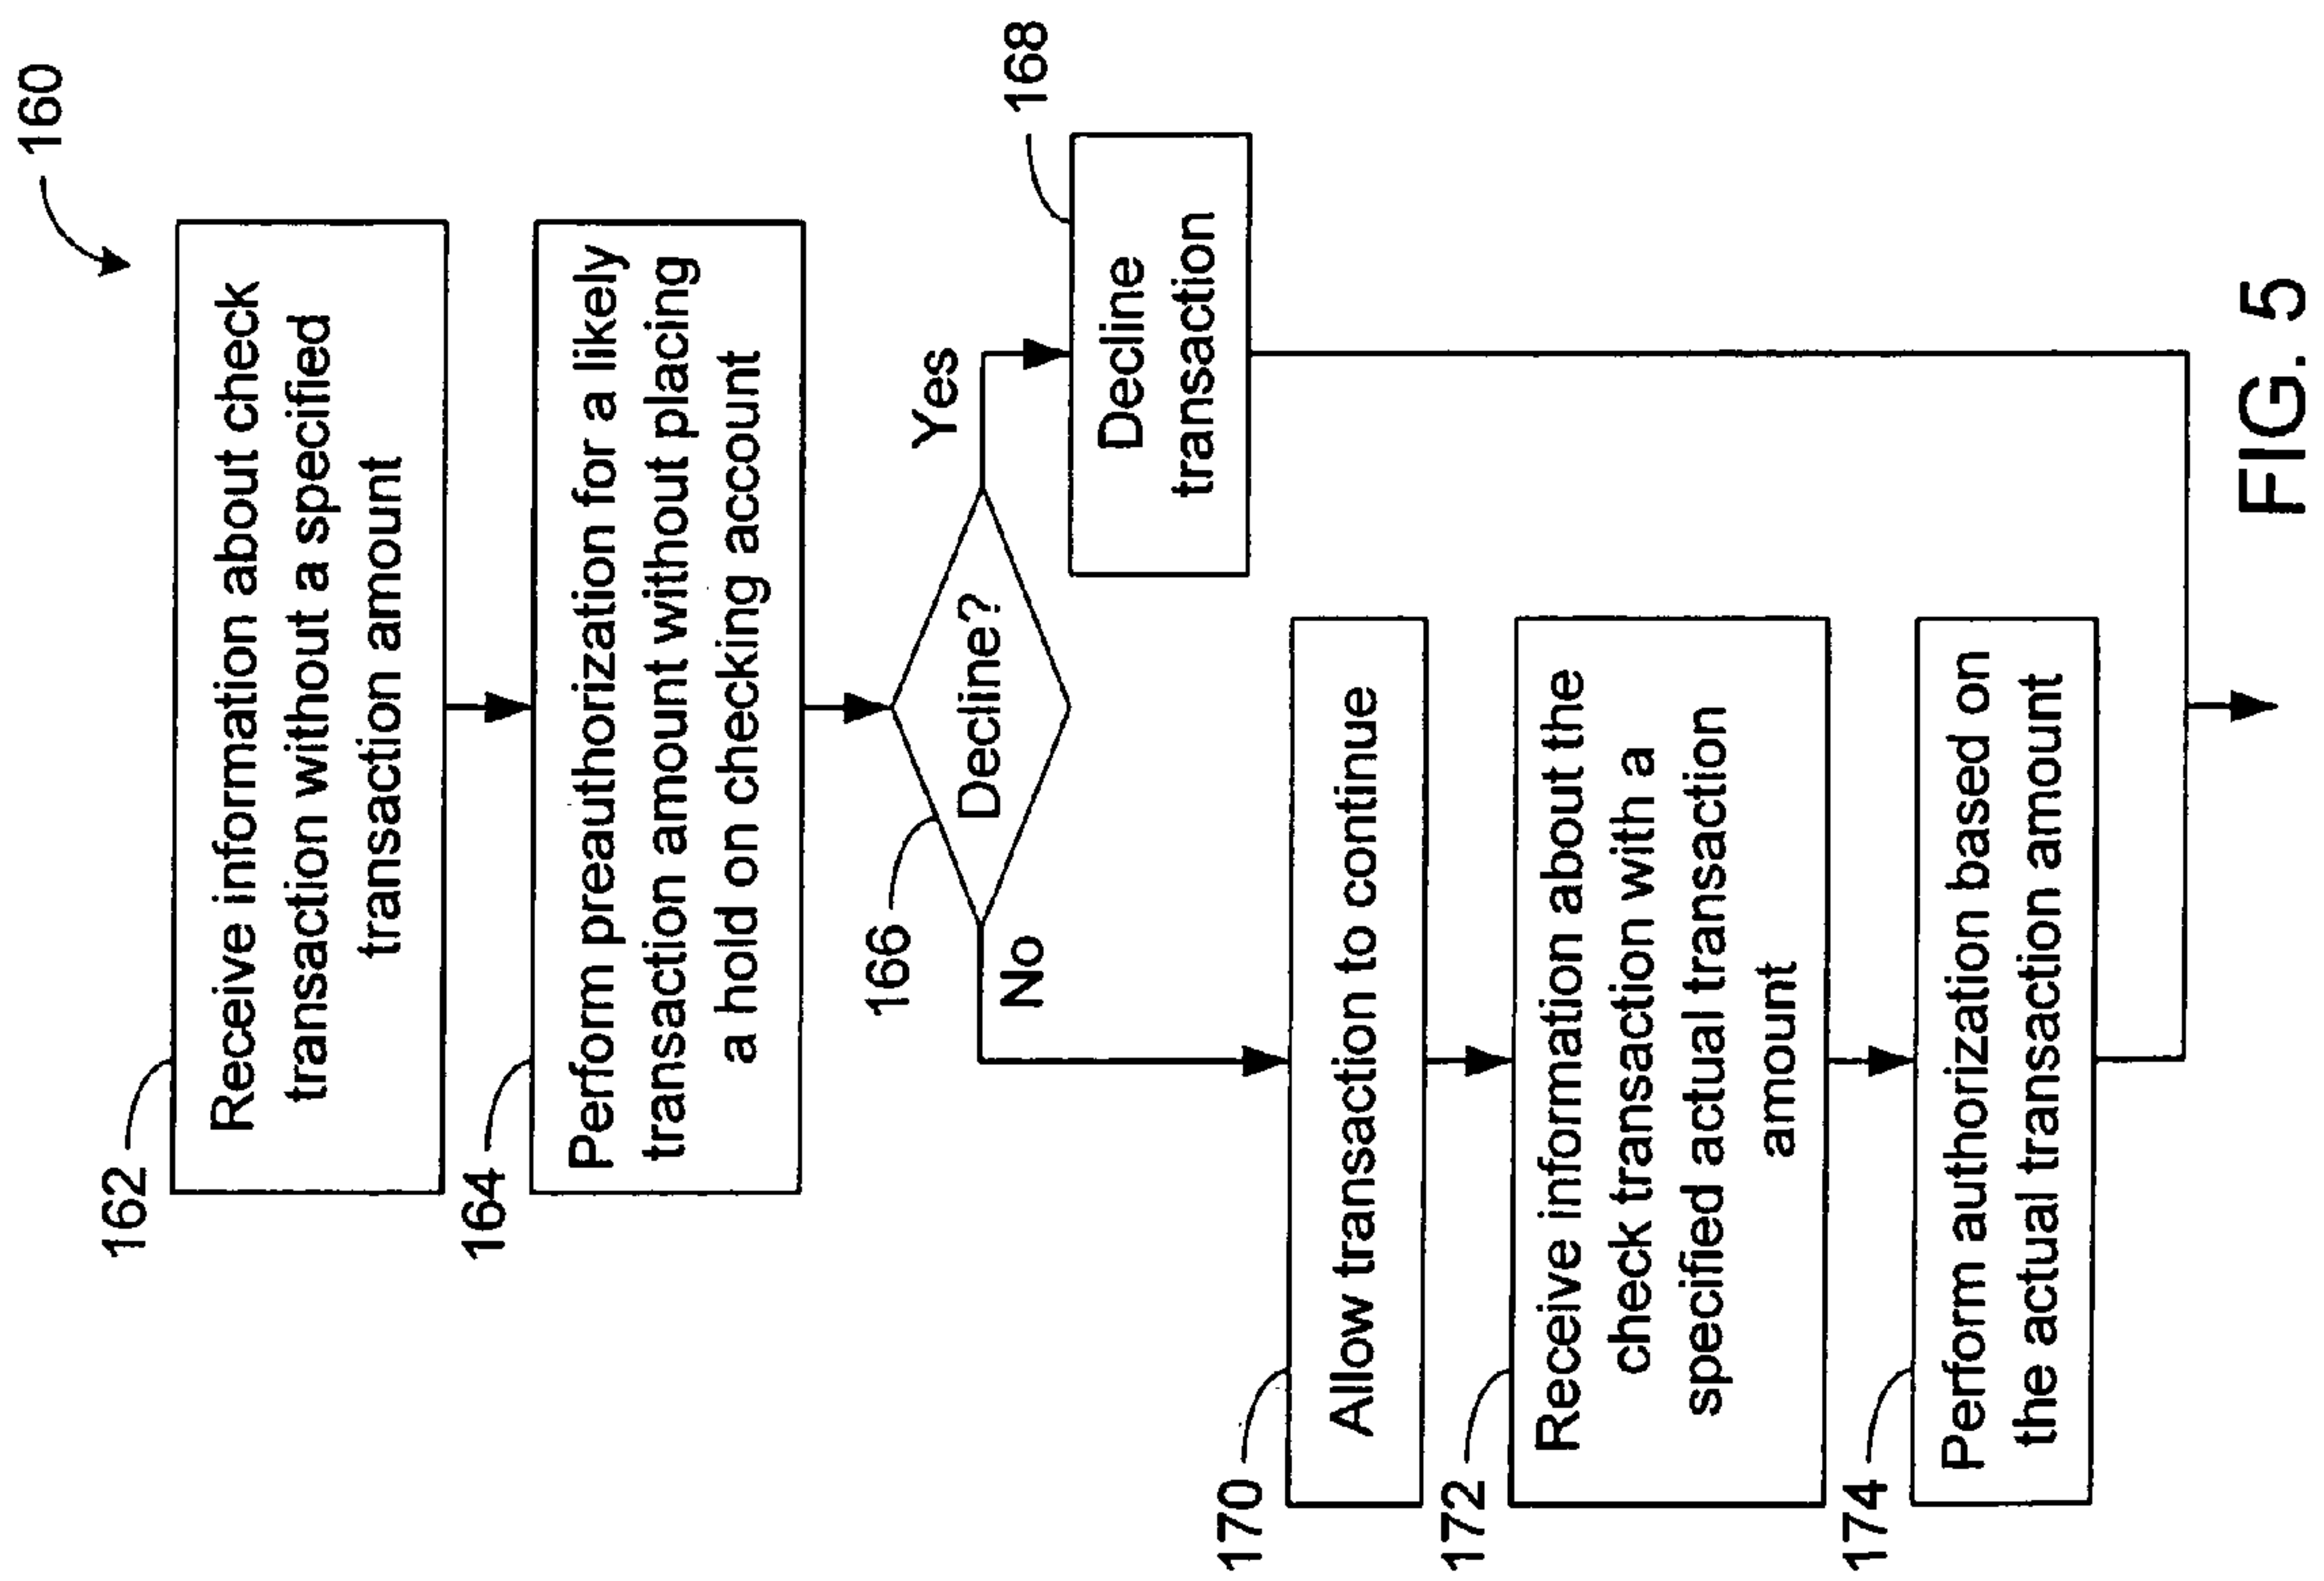 160
162
Receive information about check
transaction without a specified
transaction amount
164
Perform preauthorization for a likely
transaction amount without placing
a hold on checking account
166
Decline?
Yes
No
168
Decline
transaction
170
Allow transaction to continue
172
Receive information about the
check transaction with a
specified actual transaction
amount
174
Perform authorization based on
the actual transaction amount
FIG. 5